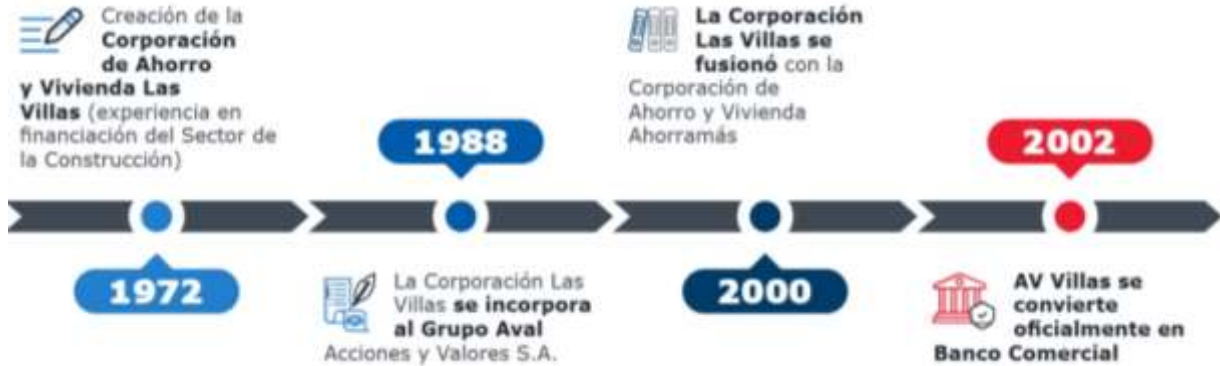 Creación de la
Corporación
de Ahorro
y Vivienda Las
Villas (experiencia en
financiación del Sector de
la Construcción)
1972
1988
La Corporación Las
Villas se incorpora
al Grupo Aval
Acciones y Valores S.A.
La Corporación
Las Villas se
fusionó con la
Corporación de
Ahorro y Vivienda
Ahorramás
2000
2002
AV Villas se
convierte
oficialmente en
Banco Comercial